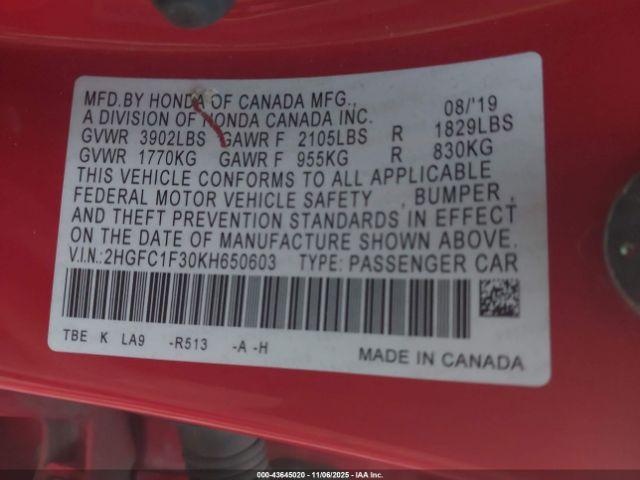 MFD.BY HONDA OF CANADA MFG., 08/'19
A DIVISION OF HONDA CANADA INC.
GVWR 3902LBS GAWR F 2105LBS R 1829LBS
GVWR 1770KG GAWR F 955KG R 830KG
THIS VEHICLE CONFORMS TO ALL APPLICABLE
FEDERAL MOTOR VEHICLE SAFETY , BUMPER ,
AND THEFT PREVENTION STANDARDS IN EFFECT
ON THE DATE OF MANUFACTURE SHOWN ABOVE.
V.I.N.:2HGFC1F30KH650603 TYPE: PASSENGER CAR
TBE K LA9 -R513 -A -H
MADE IN CANADA
000-43645020 - 11/06/2025 - IAA Inc.